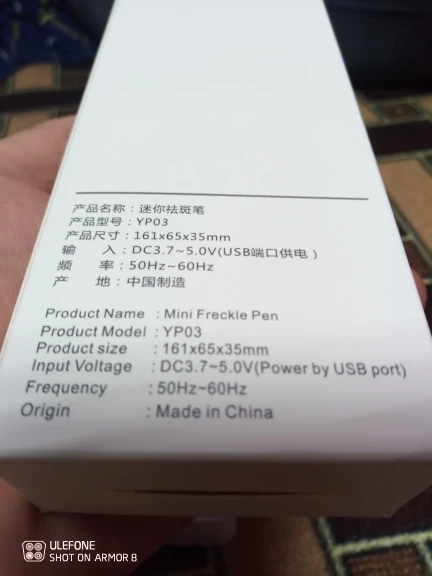 产品名称：迷你祛斑笔
产品型号：YP03
产品尺寸：161x65x35mm
输 入：DC3.7~5.0V(USB端口供电）
频 率：50Hz~60Hz
产 地：中国制造
Product Name : Mini Freckle Pen
Product Model : YP03
Product size : 161x65x35mm
Input Voltage : DC3.7~5.0V(Power by USB port)
Frequency : 50Hz~60Hz
Origin : Made in China
ULEFONE
SHOT ON ARMOR 8